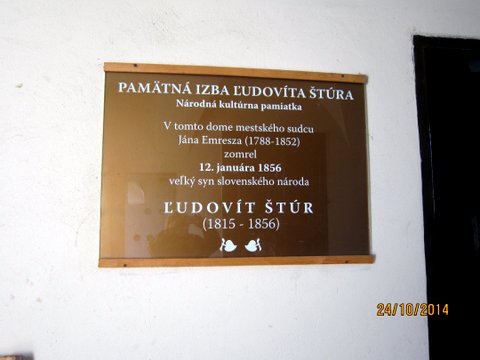 PAMÄTNÁ IZBA ĽUDOVÍTA ŠTÚRA
Národná kultúrna pamiatka
V tomto dome mestského sudcu
Jána Emresza (1788-1852)
zomrel
12. januára 1856
veľký syn slovenského národa
ĽUDOVÍT ŠTÚR
(1815 - 1856)
24/10/2014